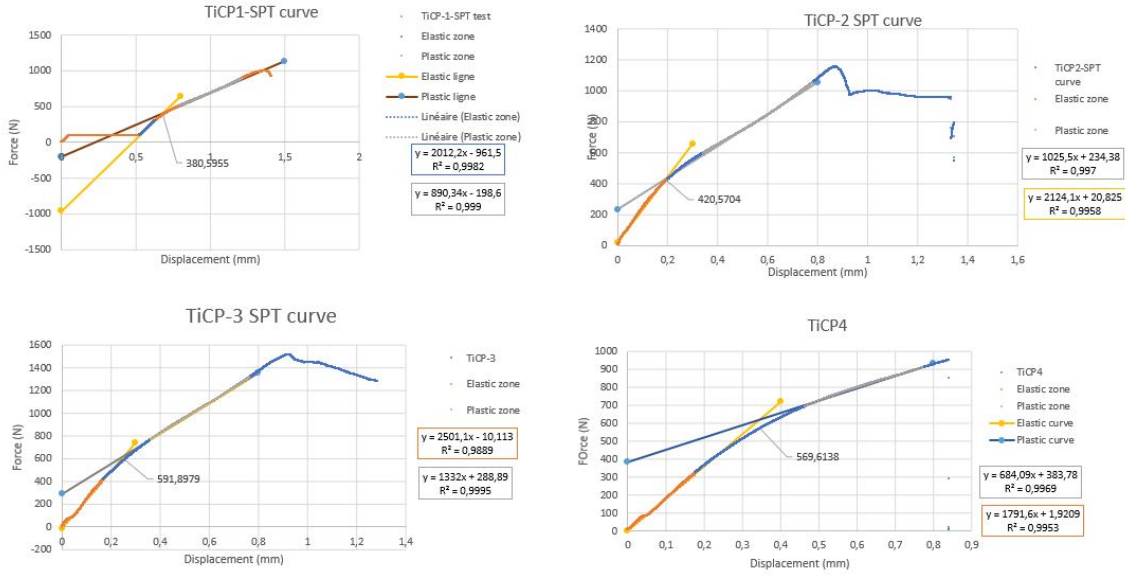 TiCP1-SPT curve
1500
1000
500
0
-500
-1000
-1500
0,5
1
1,5
2
380,5955
Force (N)
Displacement (mm)
TiCP-1-SPT test
Elastic zone
Plastic zone
Elastic ligne
Plastic ligne
Linéaire (Elastic zone)
Linéaire (Plastic zone)
y = 2012,2x - 961,5
R² = 0,9982
y = 890,34x - 198,6
R² = 0,999
TiCP-2 SPT curve
1400
1200
1000
800
600
400
200
0
0
0,2
0,4
0,6
0,8
1
1,2
1,4
1,6
420,5704
Force (N)
Displacement (mm)
TiCP2-SPT
curve
Elastic zone
Plastic zone
y = 1025,5x + 234,38
R² = 0,997
y = 2124,1x + 20,825
R² = 0,9958
TiCP-3 SPT curve
1600
1400
1200
1000
800
600
400
200
0
-200
0
0,2
0,4
0,6
0,8
1
1,2
1,4
591,8979
Force (N)
Displacement (mm)
TiCP-3
Elastic zone
Plastic zone
y = 2501,1x - 10,113
R² = 0,9889
y = 1332x + 288,89
R² = 0,9995
TiCP4
1000
900
800
700
600
500
400
300
200
100
0
0
0,1
0,2
0,3
0,4
0,5
0,6
0,7
0,8
0,9
569,6138
FOrce (N)
Displacement (mm)
TiCP4
Elastic zone
Plastic zone
Elastic curve
Plastic curve
y = 684,09x + 383,78
R² = 0,9969
y = 1791,6x + 1,9209
R² = 0,9953